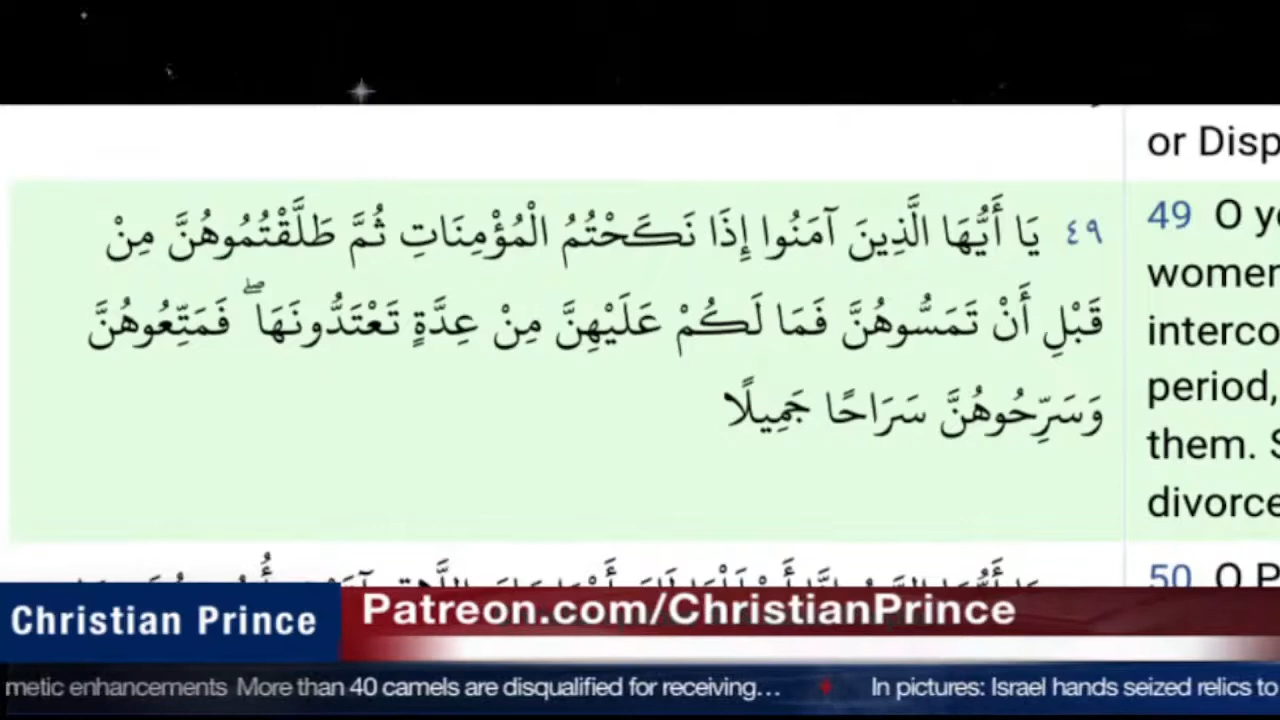 or Disp
٤٩ يَا أَيُّهَا الَّذِينَ آمَنُوا إِذَا نَكَحْتُمُ الْمُؤْمِنَاتِ ثُمَّ طَلَّقْتُمُوهُنَّ مِنْ
قَبْلِ أَنْ تَمَسُّوهُنَّ فَمَا لَكُمْ عَلَيْهِنَّ مِنْ عِدَّةٍ تَعْتَدُّونَهَا ۖ فَمَتِّعُوهُنَّ
وَسَرِّحُوهُنَّ سَرَاحًا جَمِيلًا
49 O yo
women
interco
period,
them. S
divorce
50 O P
Christian Prince
Patreon.com/ChristianPrince
metic enhancements More than 40 camels are disqualified for receiving... In pictures: Israel hands seized relics to